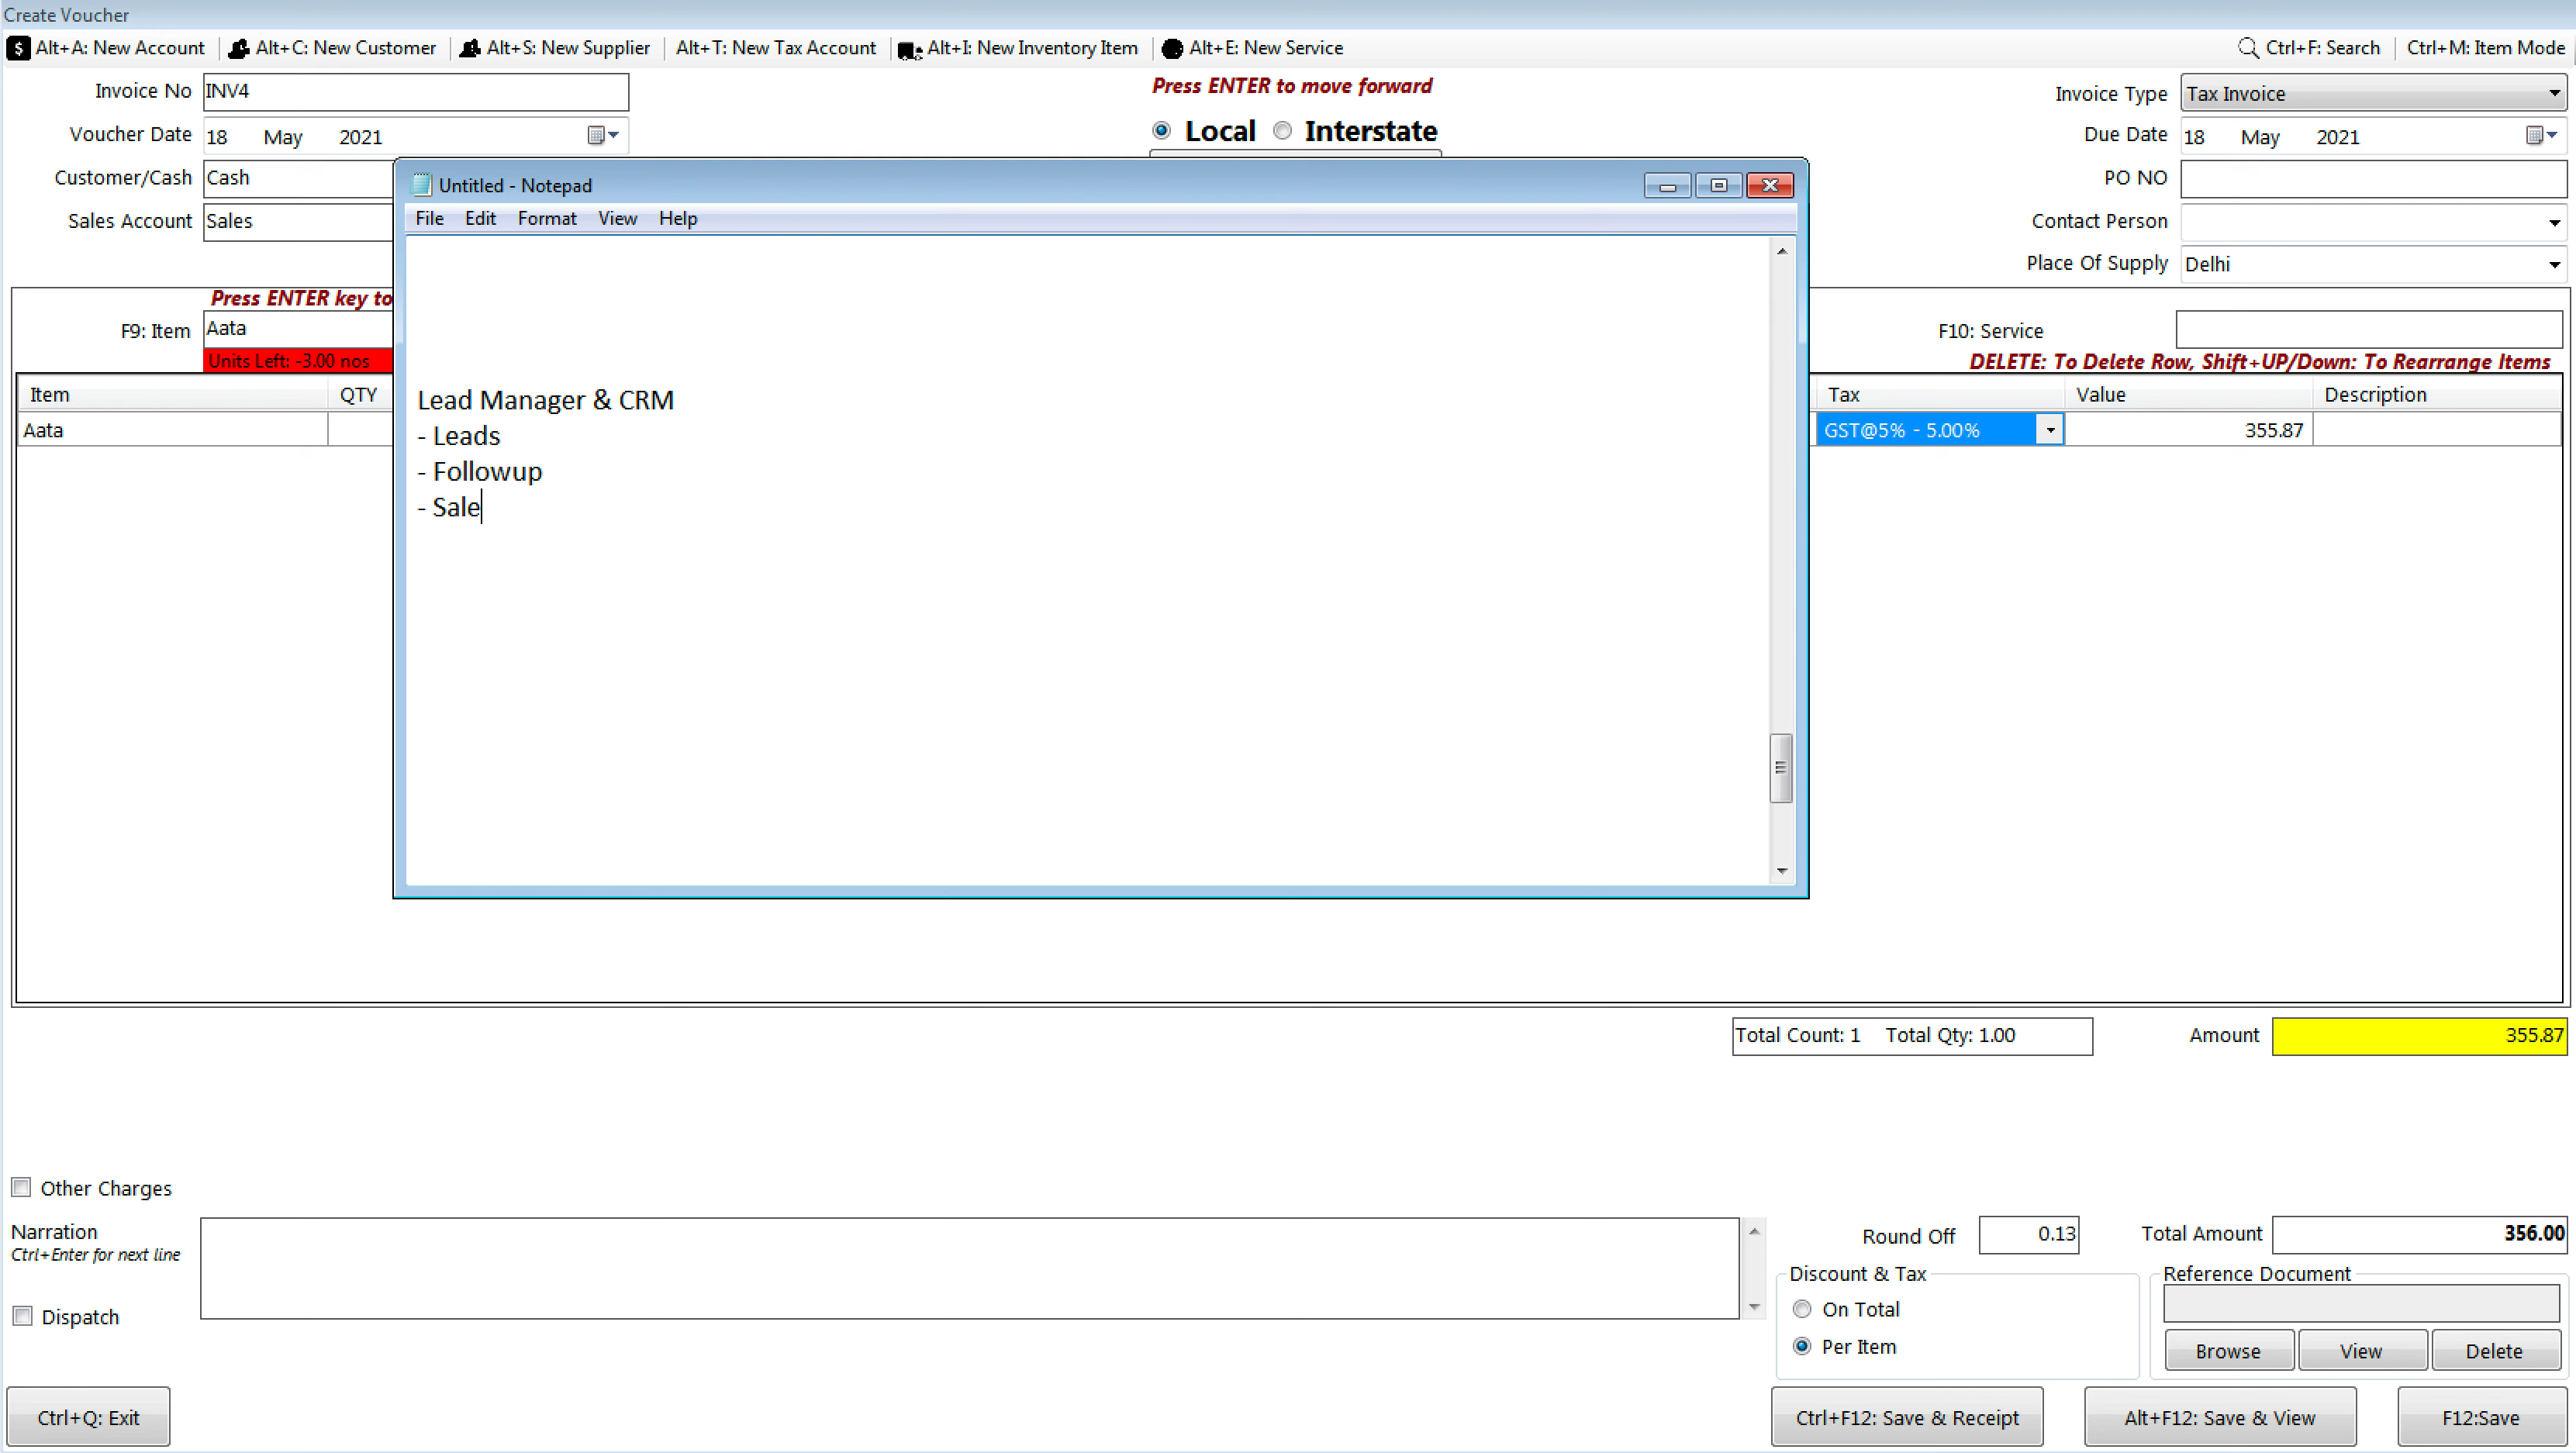 Create Voucher
$ Alt+A: New Account Alt+C: New Customer Alt+S: New Supplier Alt+T: New Tax Account Alt+I: New Inventory Item Alt+E: New Service Ctrl+F: Search Ctrl+M: Item Mode
Invoice No INV4
Press ENTER to move forward
Invoice Type Tax Invoice
Voucher Date 18 May 2021
Local Interstate
Due Date 18 May 2021
Customer/Cash Cash
PO NO
Sales Account Sales
Contact Person
Place Of Supply Delhi
Press ENTER key to
F9: Item Aata
F10: Service
Units Left: -3.00 nos
DELETE: To Delete Row, Shift+UP/Down: To Rearrange Items
Item QTY Tax Value Description
Aata GST@5% - 5.00% 355.87
Untitled - Notepad
File Edit Format View Help
Lead Manager & CRM
- Leads
- Followup
- Sale
Total Count: 1 Total Qty: 1.00 Amount 355.87
Other Charges
Narration
Ctrl+Enter for next line
Round Off 0.13 Total Amount 356.00
Discount & Tax
On Total
Per Item
Reference Document
Browse View Delete
Dispatch
Ctrl+Q: Exit Ctrl+F12: Save & Receipt Alt+F12: Save & View F12:Save